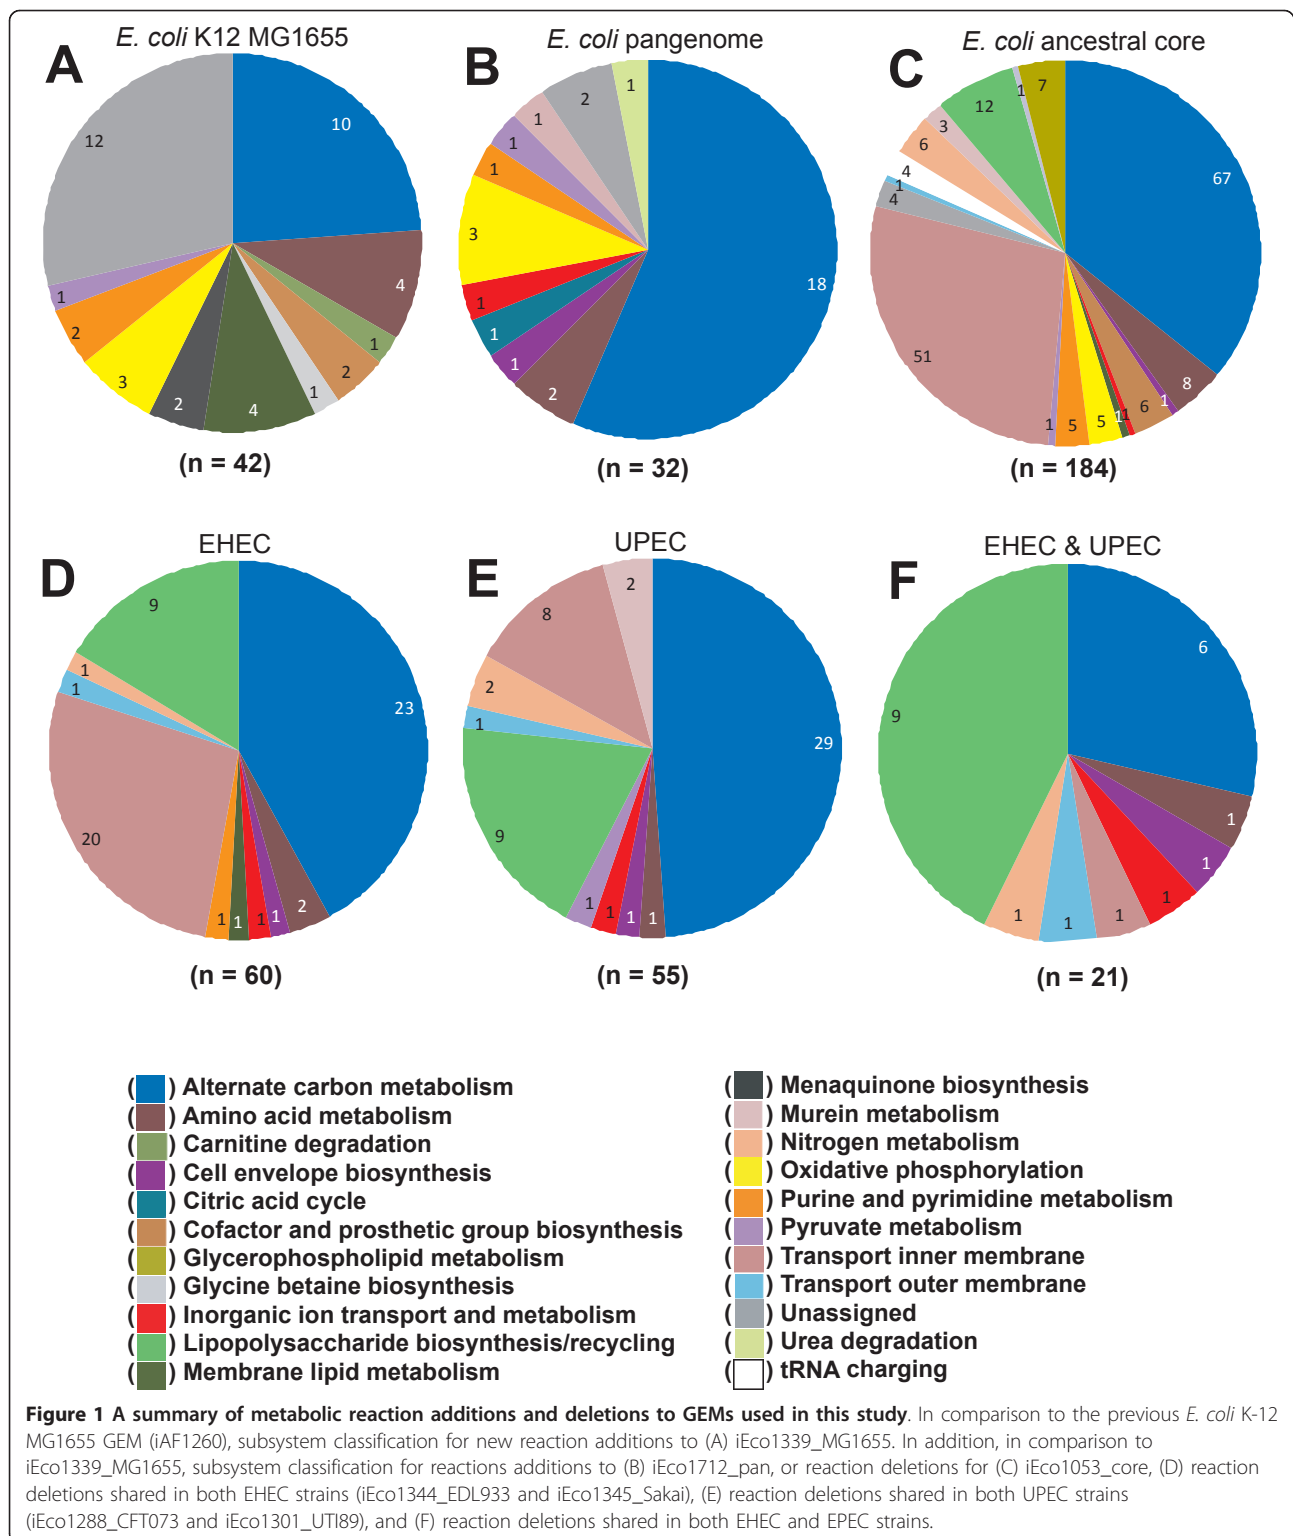 A
E. coli K12 MG1655
10
4
1
2
1
4
2
3
2
1
12
(n = 42)
B
E. coli pangenome
18
2
1
1
1
3
1
1
1
2
1
(n = 32)
C
E. coli ancestral core
67
8
1
6
1
1
5
5
1
51
4
1
4
6
3
12
1
7
(n = 184)
D
EHEC
23
2
1
1
1
1
20
1
1
9
(n = 60)
E
UPEC
29
1
1
1
1
9
1
2
8
2
(n = 55)
F
EHEC & UPEC
6
1
1
1
1
1
1
9
(n = 21)
( ) Alternate carbon metabolism
( ) Amino acid metabolism
( ) Carnitine degradation
( ) Cell envelope biosynthesis
( ) Citric acid cycle
( ) Cofactor and prosthetic group biosynthesis
( ) Glycerophospholipid metabolism
( ) Glycine betaine biosynthesis
( ) Inorganic ion transport and metabolism
( ) Lipopolysaccharide biosynthesis/recycling
( ) Membrane lipid metabolism
( ) Menaquinone biosynthesis
( ) Murein metabolism
( ) Nitrogen metabolism
( ) Oxidative phosphorylation
( ) Purine and pyrimidine metabolism
( ) Pyruvate metabolism
( ) Transport inner membrane
( ) Transport outer membrane
( ) Unassigned
( ) Urea degradation
( ) tRNA charging
Figure 1 A summary of metabolic reaction additions and deletions to GEMs used in this study. In comparison to the previous E. coli K-12
MG1655 GEM (iAF1260), subsystem classification for new reaction additions to (A) iEco1339_MG1655. In addition, in comparison to
iEco1339_MG1655, subsystem classification for reactions additions to (B) iEco1712_pan, or reaction deletions for (C) iEco1053_core, (D) reaction
deletions shared in both EHEC strains (iEco1344_EDL933 and iEco1345_Sakai), (E) reaction deletions shared in both UPEC strains
(iEco1288_CFT073 and iEco1301_UTI89), and (F) reaction deletions shared in both EHEC and EPEC strains.